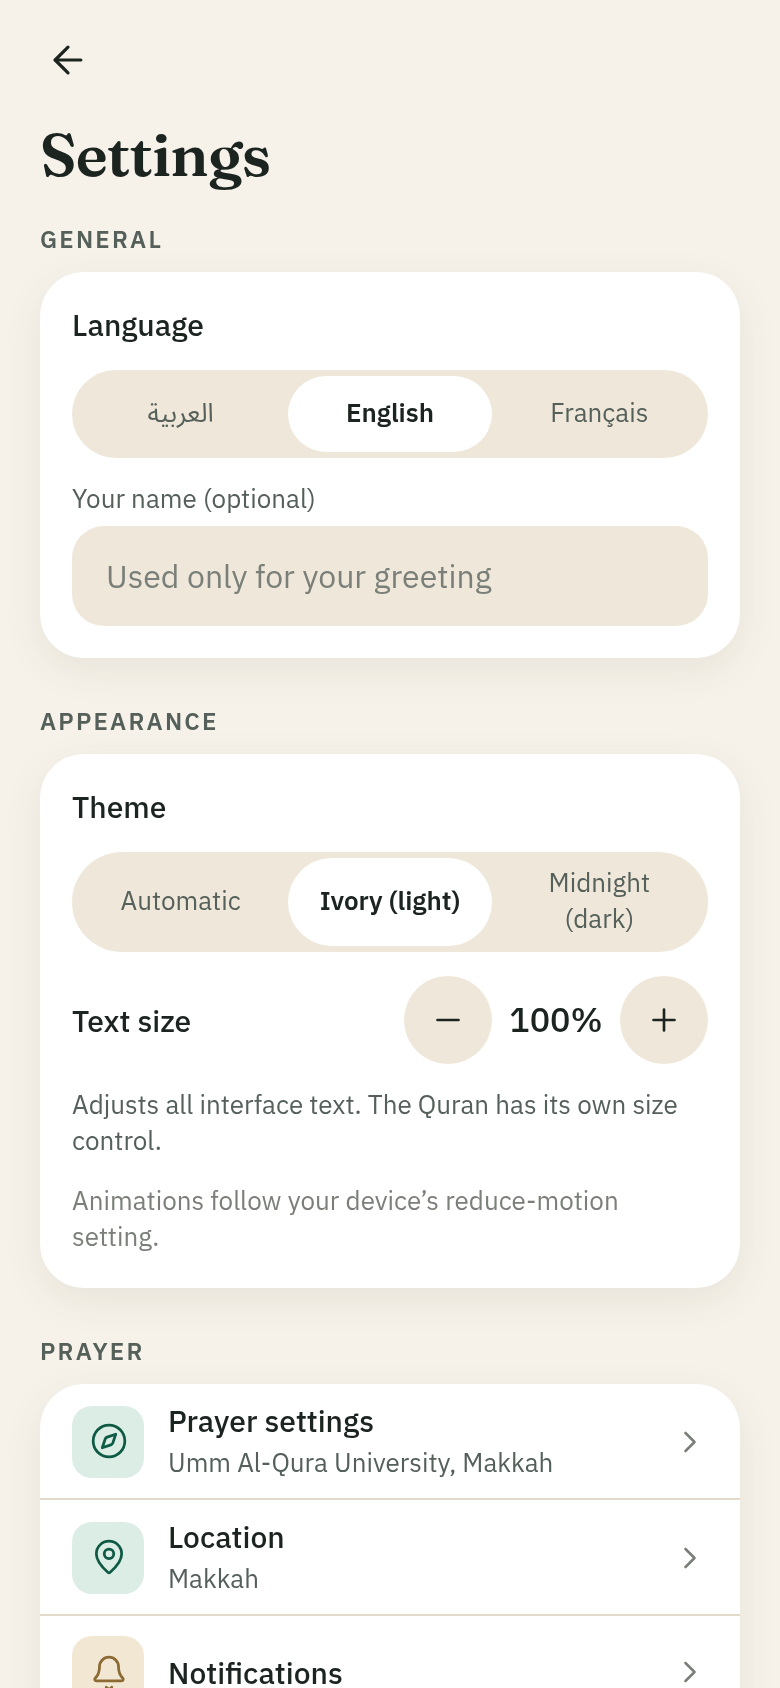 Settings
GENERAL
Language
العربية
English
Français
Your name (optional)
Used only for your greeting
APPEARANCE
Theme
Automatic
Ivory (light)
Midnight
(dark)
Text size
100%
Adjusts all interface text. The Quran has its own size
control.
Animations follow your device’s reduce-motion
setting.
PRAYER
Prayer settings
Umm Al-Qura University, Makkah
Location
Makkah
Notifications